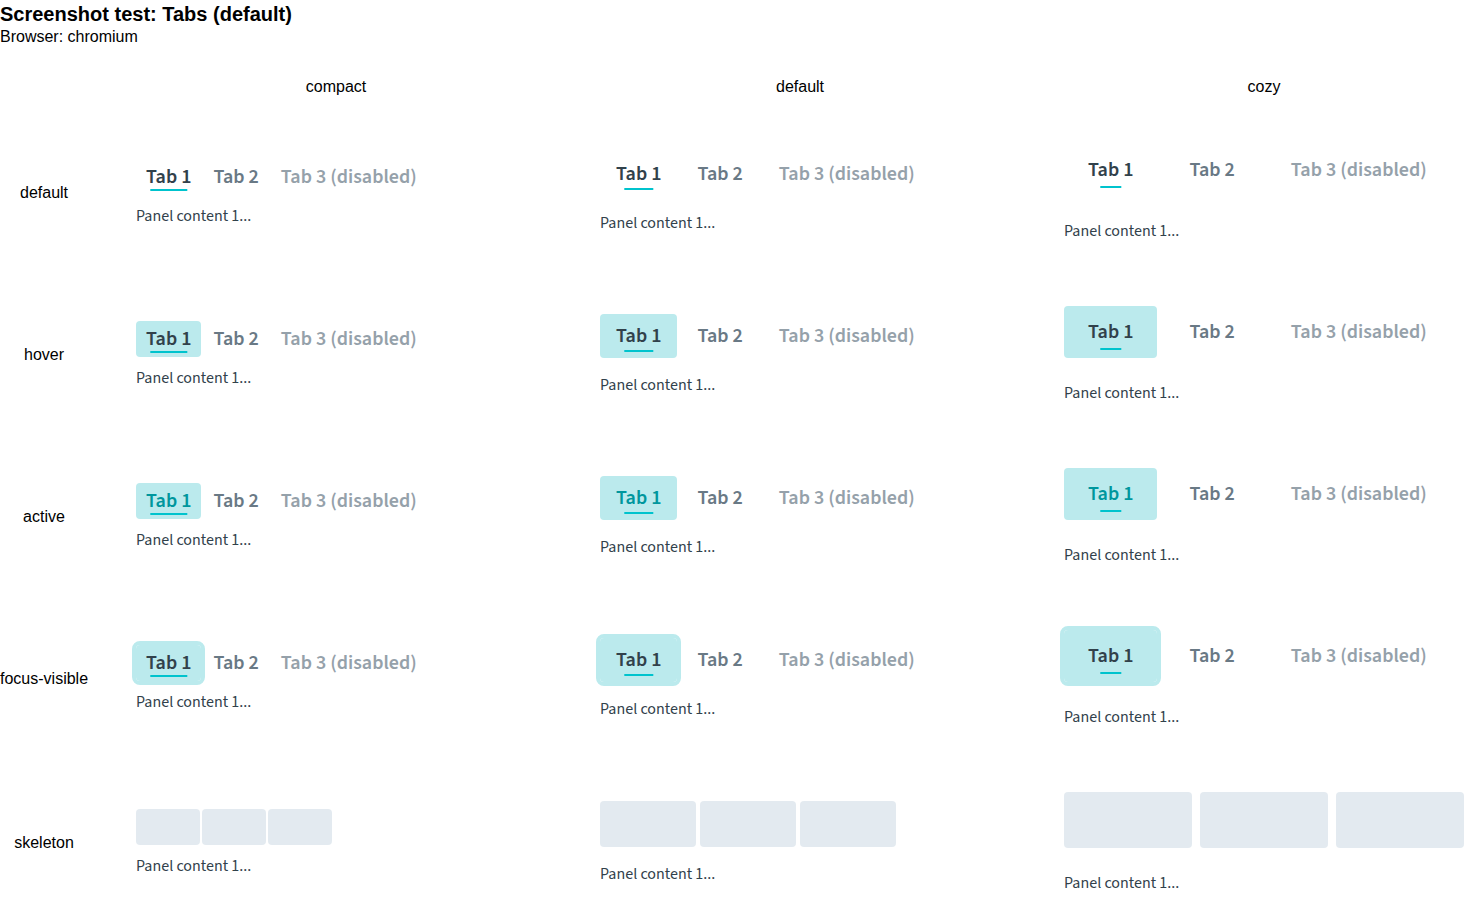 Screenshot test: Tabs (default)
Browser: chromium
compact default cozy
default
Tab 1 Tab 2 Tab 3 (disabled)
Panel content 1...
Tab 1 Tab 2 Tab 3 (disabled)
Panel content 1...
Tab 1 Tab 2 Tab 3 (disabled)
Panel content 1...
hover
Tab 1 Tab 2 Tab 3 (disabled)
Panel content 1...
Tab 1 Tab 2 Tab 3 (disabled)
Panel content 1...
Tab 1 Tab 2 Tab 3 (disabled)
Panel content 1...
active
Tab 1 Tab 2 Tab 3 (disabled)
Panel content 1...
Tab 1 Tab 2 Tab 3 (disabled)
Panel content 1...
Tab 1 Tab 2 Tab 3 (disabled)
Panel content 1...
focus-visible
Tab 1 Tab 2 Tab 3 (disabled)
Panel content 1...
Tab 1 Tab 2 Tab 3 (disabled)
Panel content 1...
Tab 1 Tab 2 Tab 3 (disabled)
Panel content 1...
skeleton
Panel content 1...
Panel content 1...
Panel content 1...